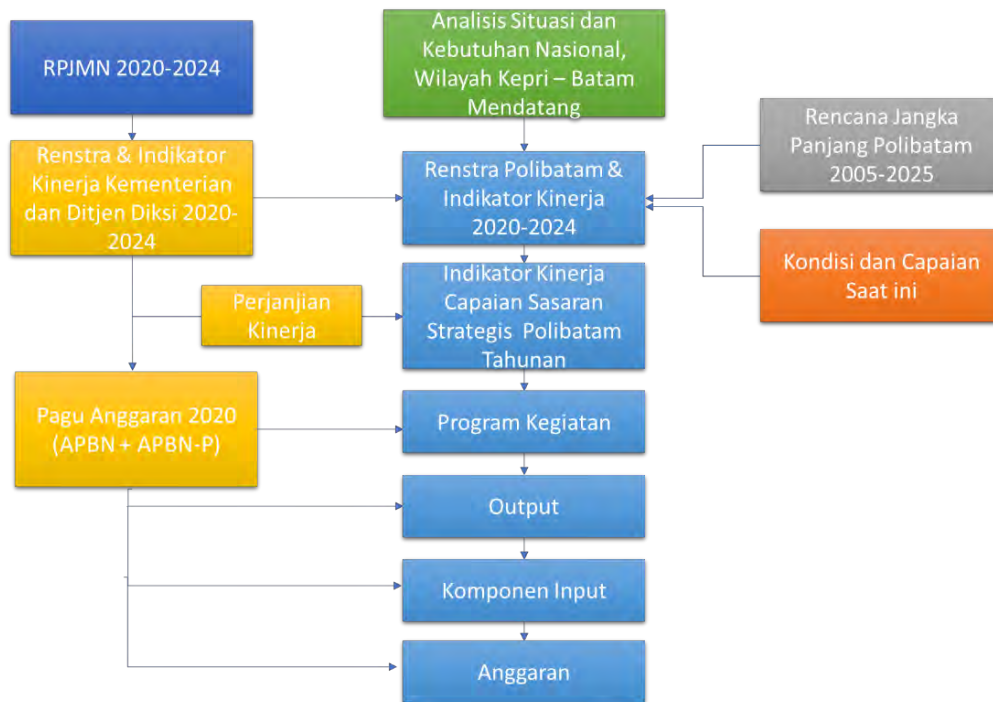 RPJMN 2020-2024
Analisis Situasi dan
Kebutuhan Nasional,
Wilayah Kepri – Batam
Mendatang
Rencana Jangka
Panjang Polibatam
2005-2025
Renstra & Indikator
Kinerja Kementerian
dan Ditjen Diksi 2020-
2024
Renstra Polibatam &
Indikator Kinerja
2020-2024
Kondisi dan Capaian
Saat ini
Perjanjian
Kinerja
Indikator Kinerja
Capaian Sasaran
Strategis Polibatam
Tahunan
Pagu Anggaran 2020
(APBN + APBN-P)
Program Kegiatan
Output
Komponen Input
Anggaran